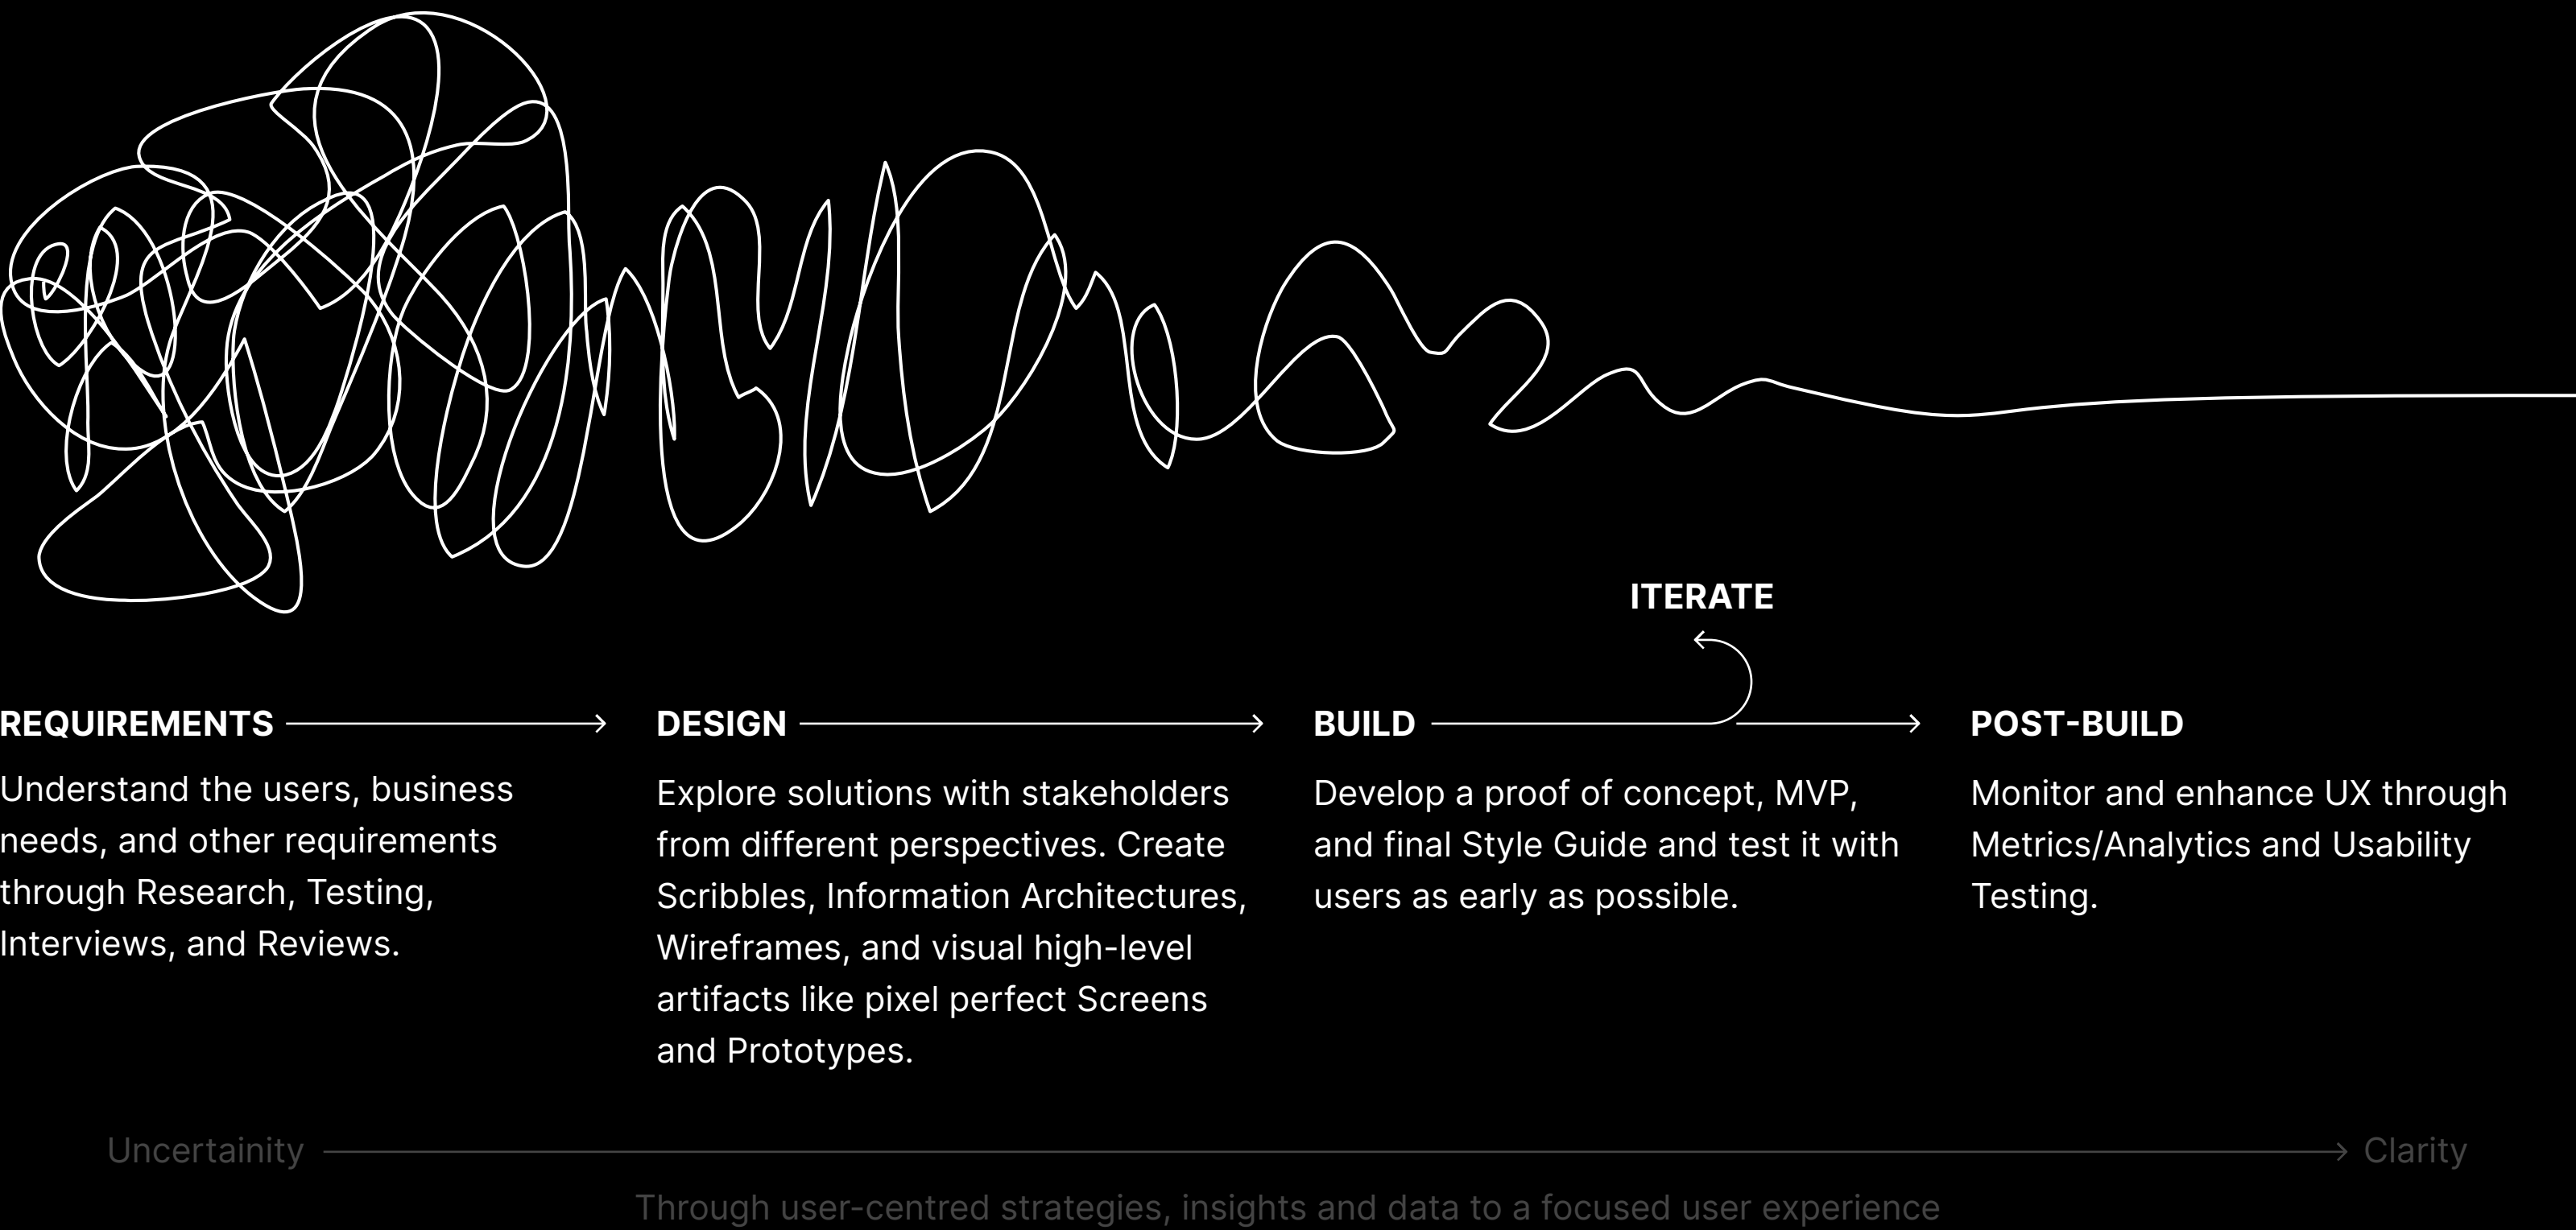 ITERATE
REQUIREMENTS
Understand the users, business
needs, and other requirements
through Research, Testing,
Interviews, and Reviews.
DESIGN
Explore solutions with stakeholders
from different perspectives. Create
Scribbles, Information Architectures,
Wireframes, and visual high-level
artifacts like pixel perfect Screens
and Prototypes.
BUILD
Develop a proof of concept, MVP,
and final Style Guide and test it with
users as early as possible.
POST-BUILD
Monitor and enhance UX through
Metrics/Analytics and Usability
Testing.
Uncertainity
Clarity
Through user-centred strategies, insights and data to a focused user experience